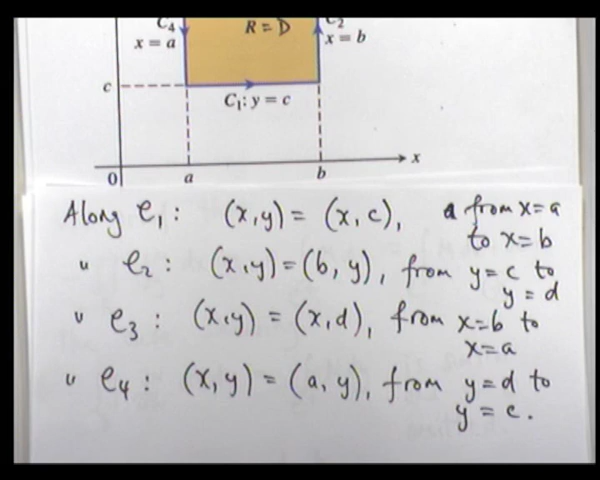 C4 R = D C2
x = a x = b
c
C1: y = c
x
0 a b
Along C1: (x,y) = (x, c), from x=a
to x=b
" C2: (x,y) = (b, y), from y=c to
y = d
" C3: (x,y) = (x,d), from x=b to
x=a
" C4: (x, y) = (a, y), from y=d to
y = c.